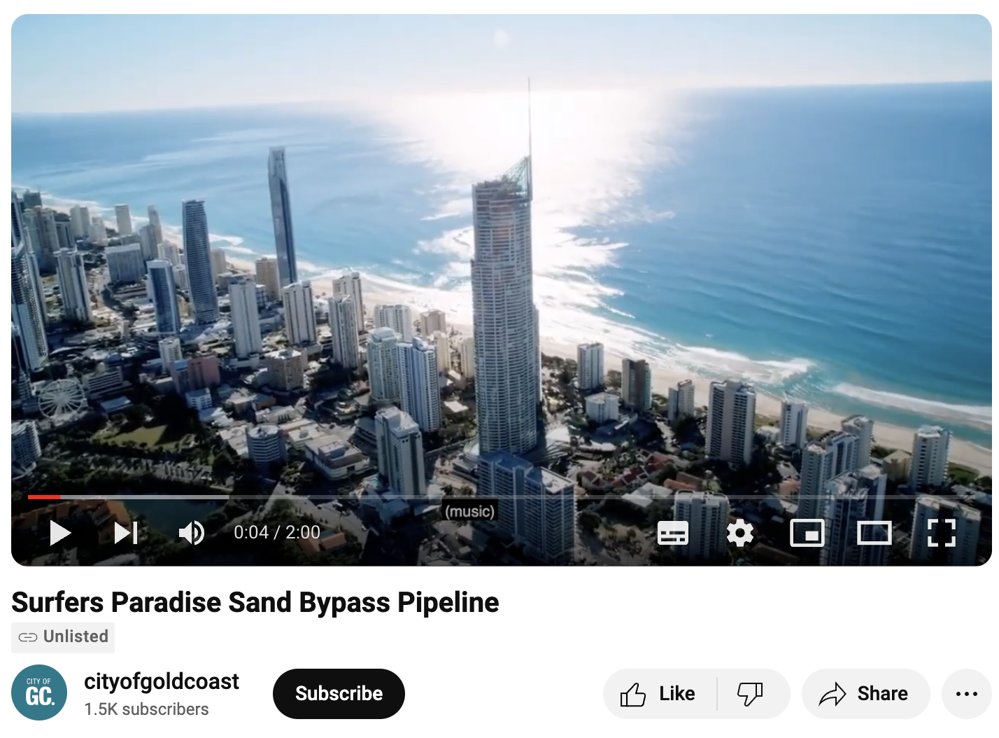 (music)
0:04 / 2:00
Surfers Paradise Sand Bypass Pipeline
Unlisted
CITY OF
GC.
cityofgoldcoast
1.5K subscribers
Subscribe
Like
Share